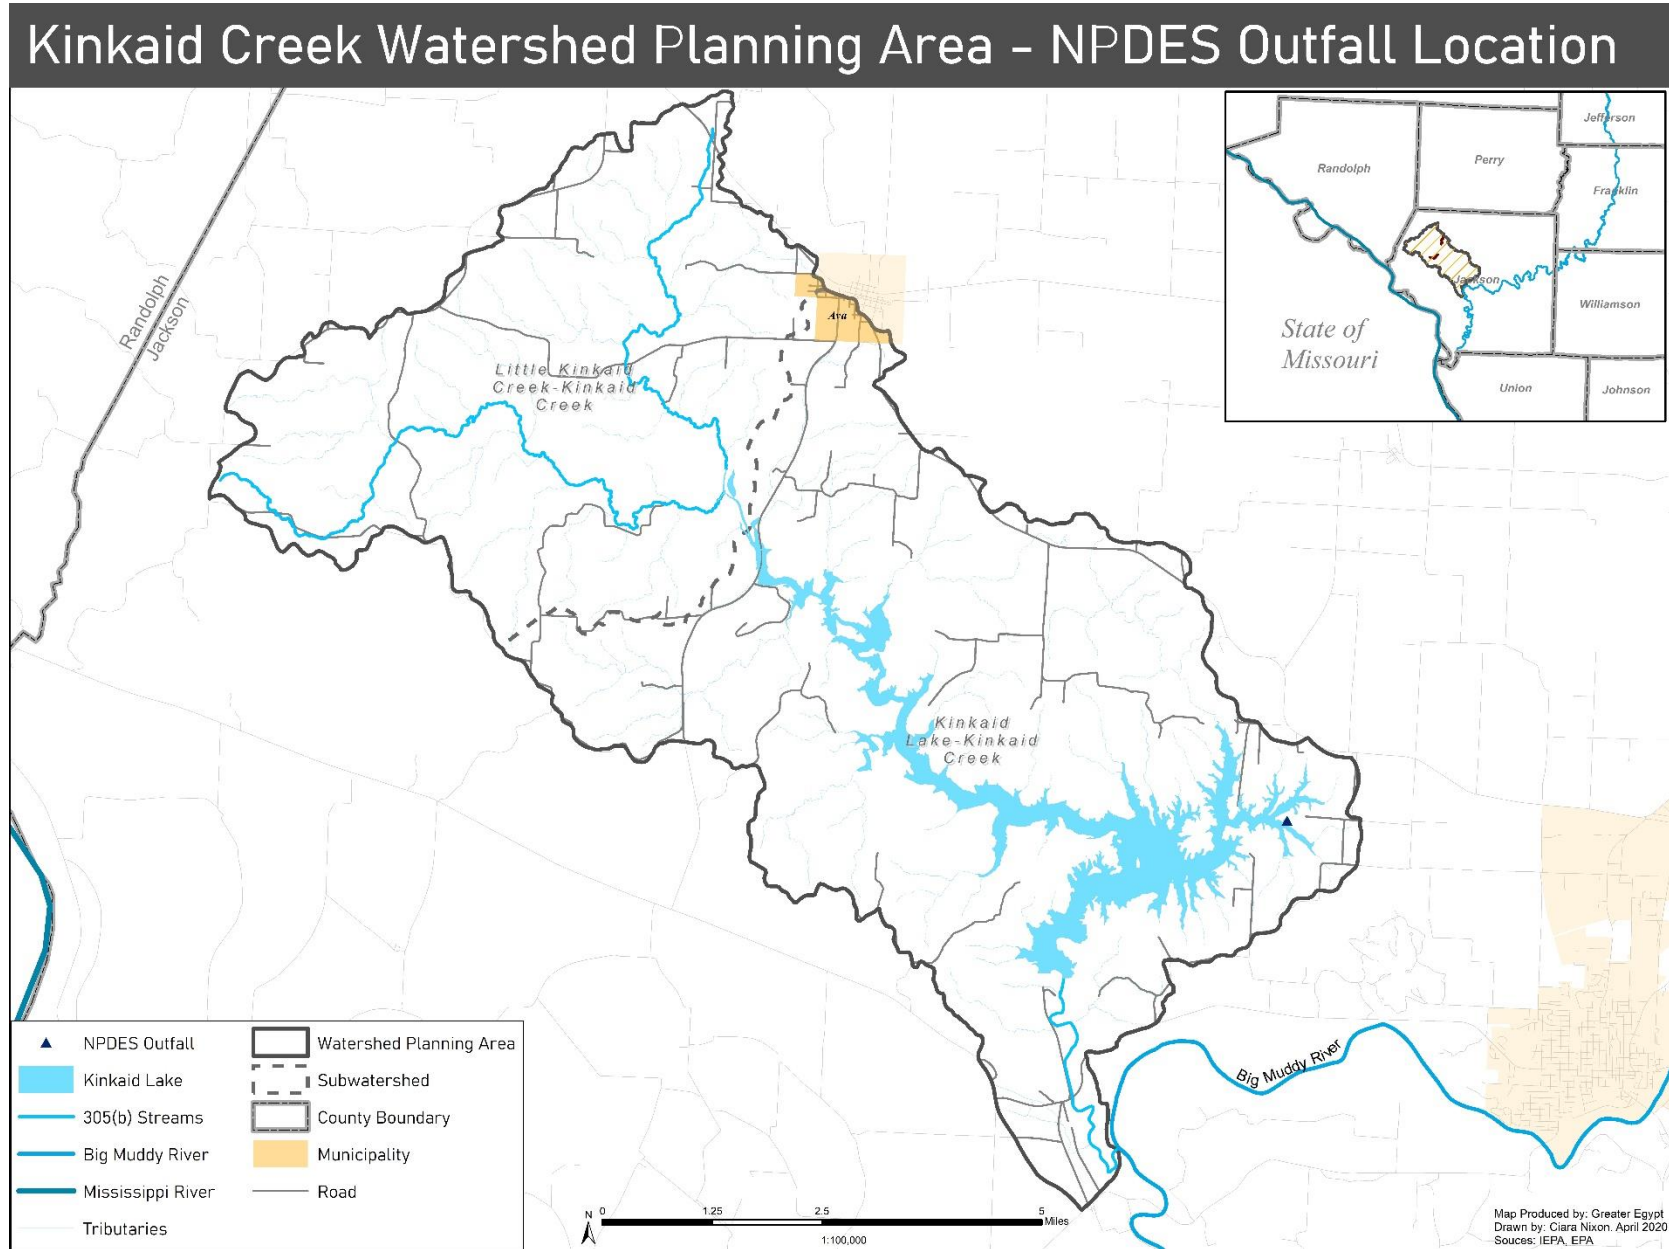 Kinkaid Creek Watershed Planning Area - NPDES Outfall Location
Randolph
Jackson
Little Kinkaid
Creek-Kinkaid
Creek
Ava
Kinkaid
Lake-Kinkaid
Creek
Big Muddy River
Jefferson
Randolph
Perry
Franklin
Jackson
Williamson
State of
Missouri
Union
Johnson
NPDES Outfall
Kinkaid Lake
305(b) Streams
Big Muddy River
Mississippi River
Tributaries
Watershed Planning Area
Subwatershed
County Boundary
Municipality
Road
N
0 1.25 2.5 5
Miles
1:100,000
Map Produced by: Greater Egypt
Drawn by: Ciara Nixon. April 2020
Souces: IEPA, EPA